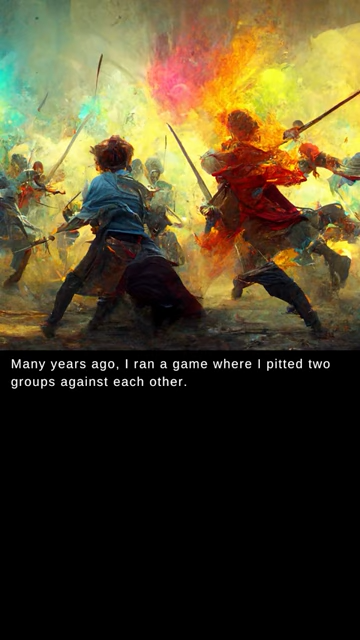 Many years ago, I ran a game where I pitted two
groups against each other.